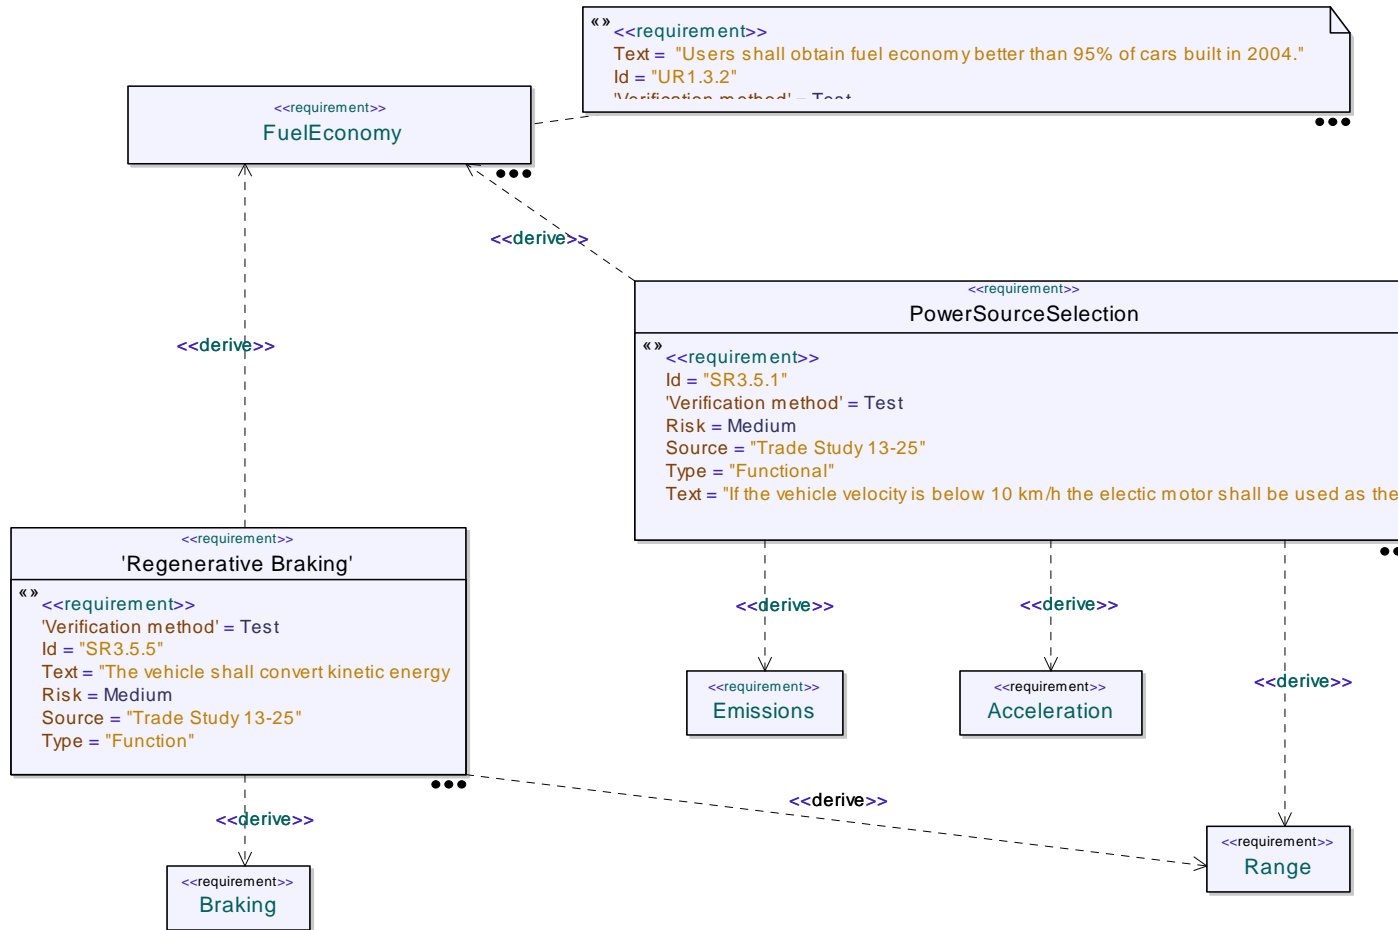 «»
<<requirement>>
Text = "Users shall obtain fuel economy better than 95% of cars built in 2004."
Id = "UR1.3.2"
'Verification method' = Test
<<requirement>>
FuelEconomy
<<derive>>
<<requirement>>
PowerSourceSelection
«»
<<requirement>>
Id = "SR3.5.1"
'Verification method' = Test
Risk = Medium
Source = "Trade Study 13-25"
Type = "Functional"
Text = "If the vehicle velocity is below 10 km/h the electic motor shall be used as the
<<derive>>
<<requirement>>
'Regenerative Braking'
«»
<<requirement>>
'Verification method' = Test
Id = "SR3.5.5"
Text = "The vehicle shall convert kinetic energy
Risk = Medium
Source = "Trade Study 13-25"
Type = "Function"
<<derive>>
<<derive>>
<<derive>>
<<requirement>>
Emissions
<<requirement>>
Acceleration
<<derive>>
<<derive>>
<<derive>>
<<requirement>>
Range
<<requirement>>
Braking